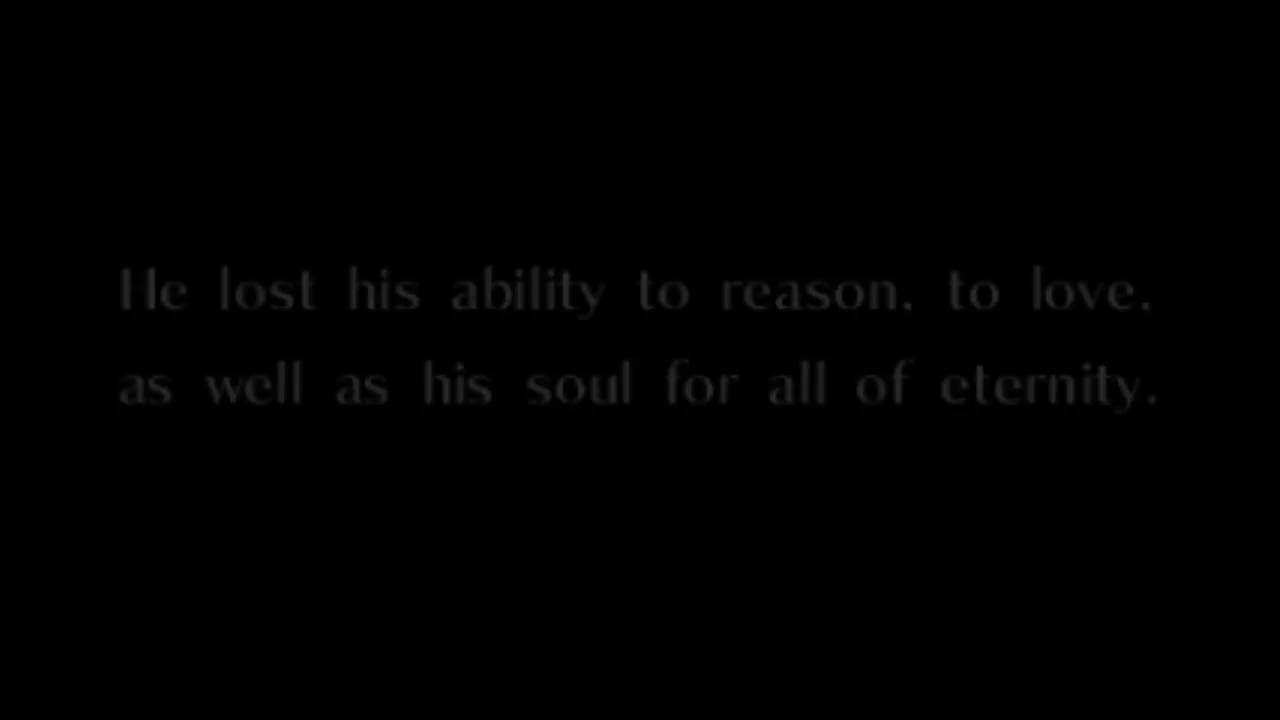 He lost his ability to reason, to love,
as well as his soul for all of eternity.